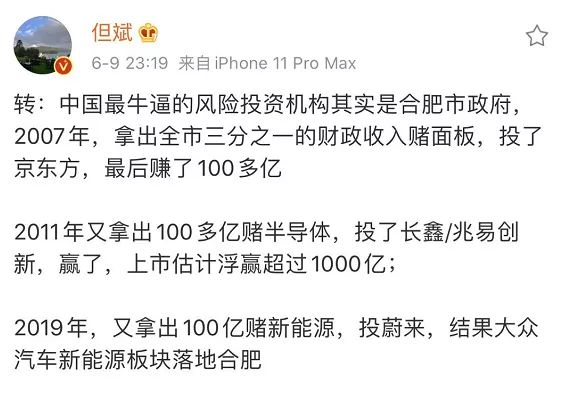 但斌
6-9 23:19 来自 iPhone 11 Pro Max
转：中国最牛逼的风险投资机构其实是合肥市政府，
2007年，拿出全市三分之一的财政收入赌面板，投了
京东方，最后赚了100多亿
2011年又拿出100多亿赌半导体，投了长鑫/兆易创
新，赢了，上市估计浮赢超过1000亿；
2019年，又拿出100亿赌新能源，投蔚来，结果大众
汽车新能源板块落地合肥